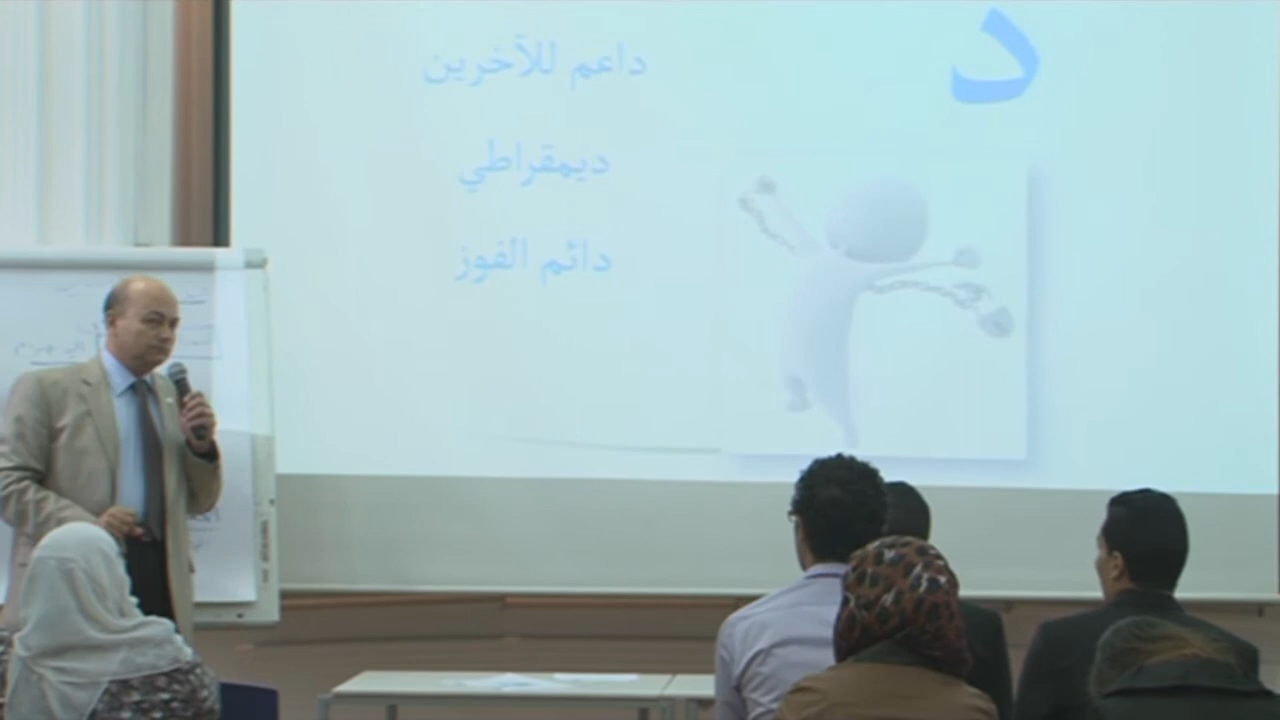 د
داعم للآخرين
ديمقراطي
دائم الفوز